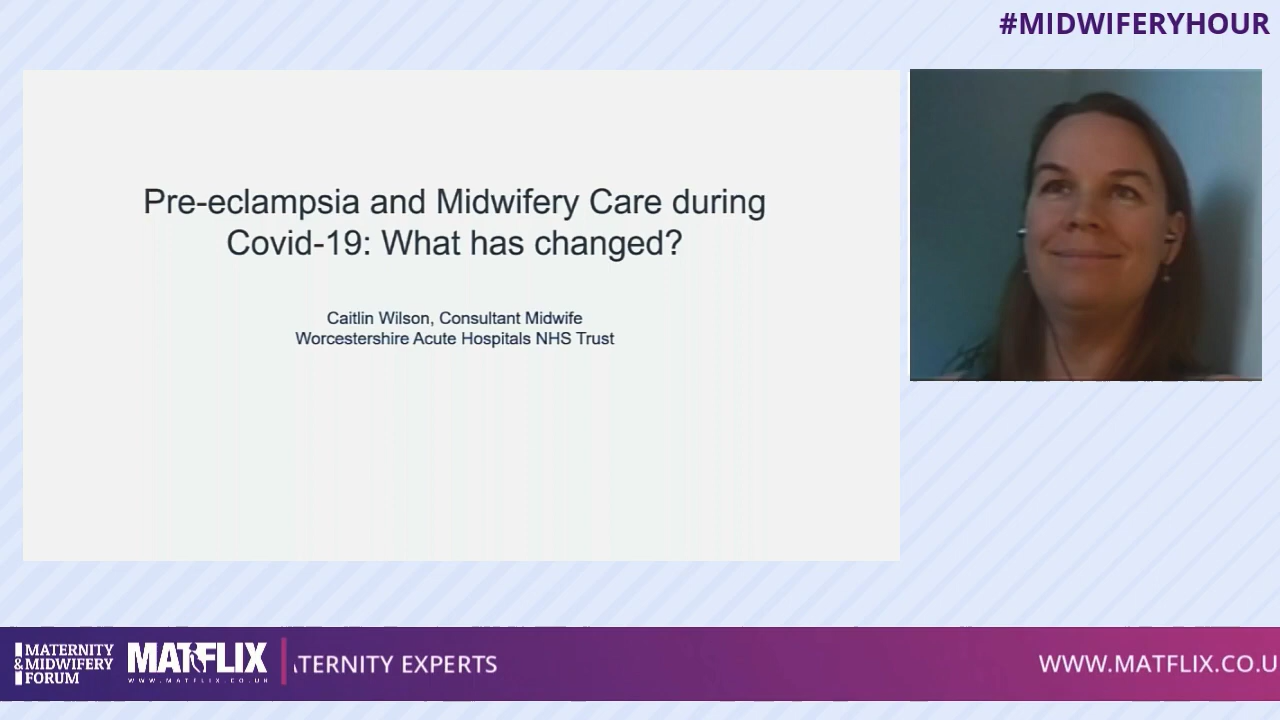 #MIDWIFERYHOUR
Pre-eclampsia and Midwifery Care during
Covid-19: What has changed?
Caitlin Wilson, Consultant Midwife
Worcestershire Acute Hospitals NHS Trust
MATERNITY
& MIDWIFERY
FORUM
MATFLIX
WWW.MATFLIX.CO.UK
TERNITY EXPERTS
WWW.MATFLIX.CO.U